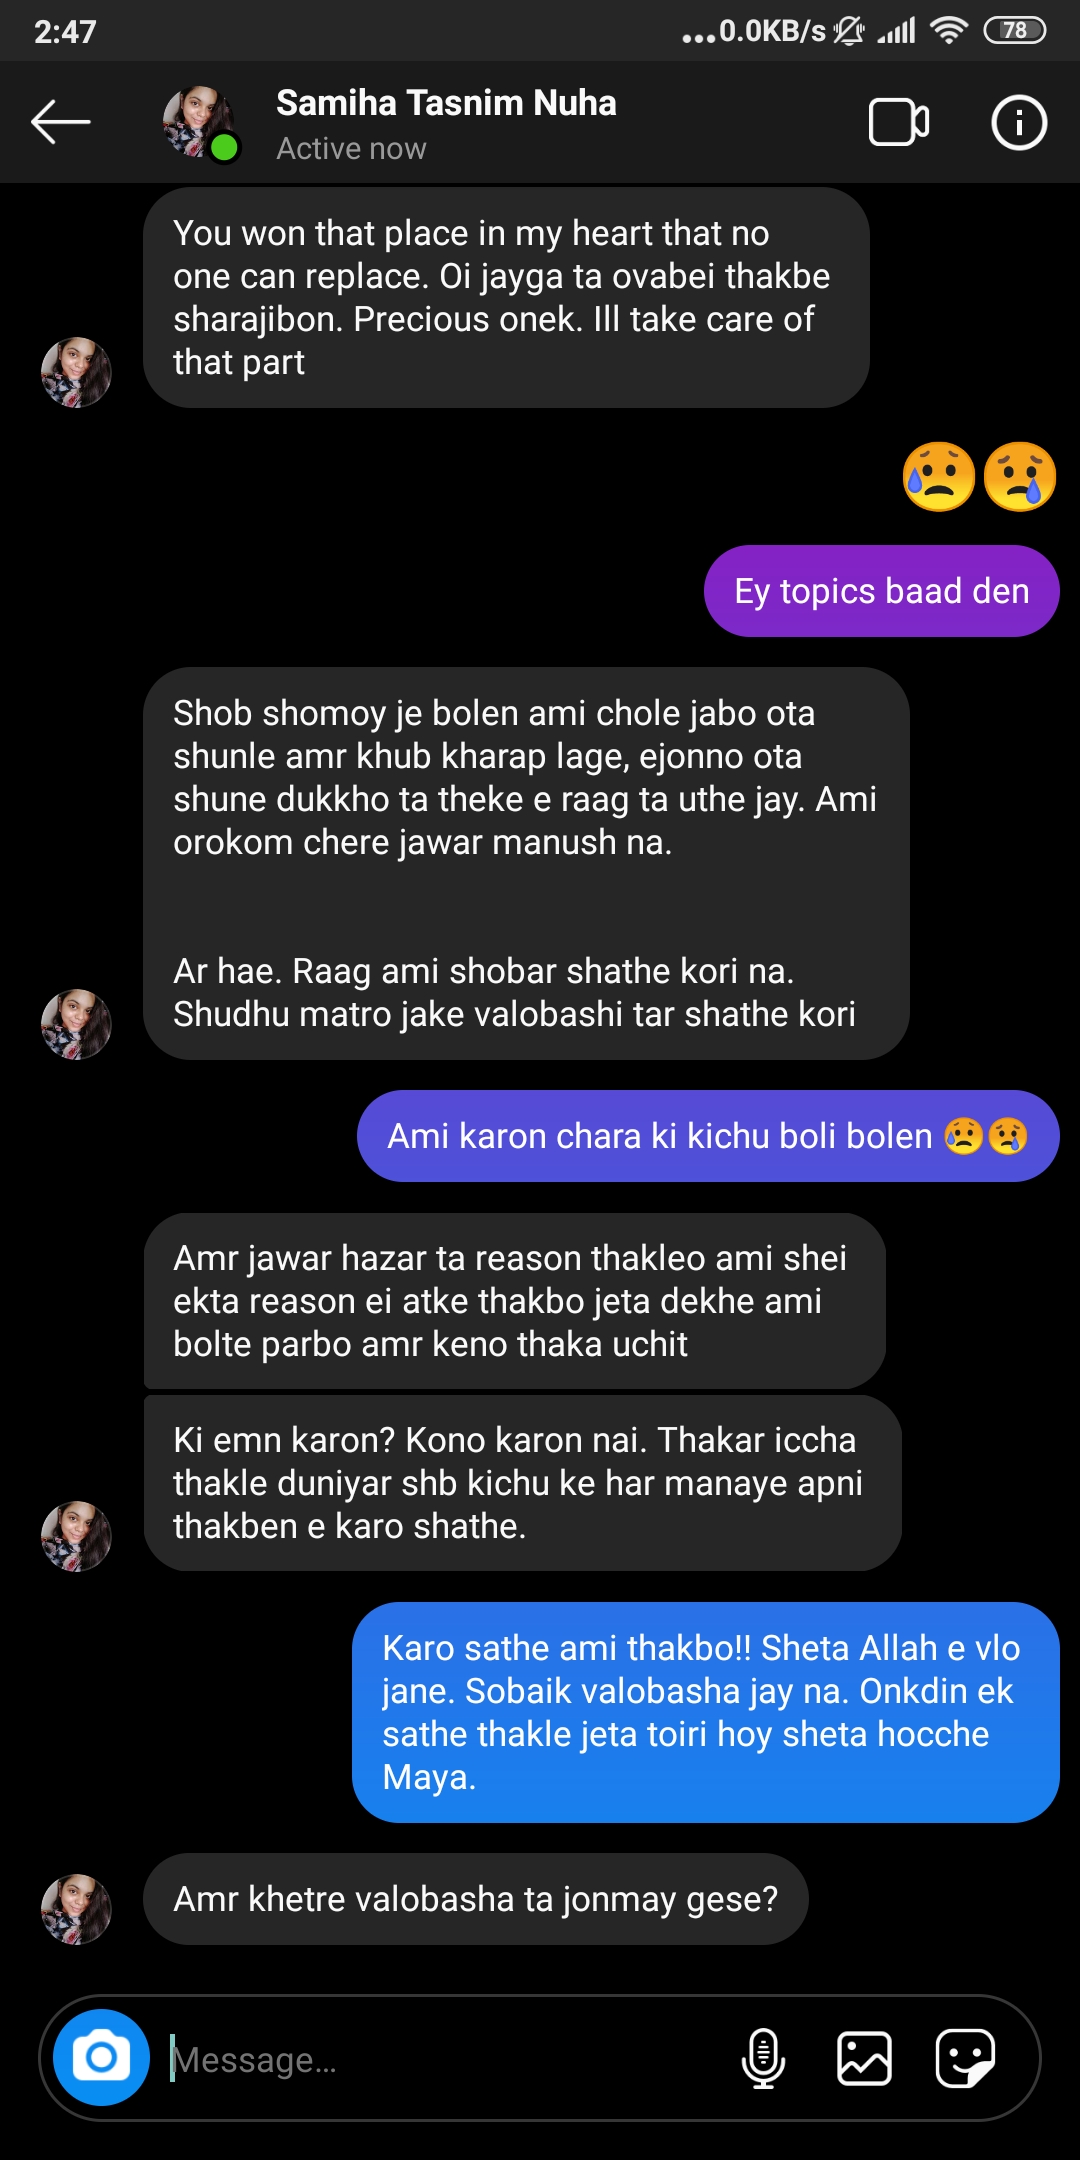 2:47
...0.0KB/s
78
Samiha Tasnim Nuha
Active now
You won that place in my heart that no
one can replace. Oi jayga ta ovabei thakbe
sharajibon. Precious onek. Ill take care of
that part
😥😢
Ey topics baad den
Shob shomoy je bolen ami chole jabo ota
shunle amr khub kharap lage, ejonno ota
shune dukkho ta theke e raag ta uthe jay. Ami
orokom chere jawar manush na.
Ar hae. Raag ami shobar shathe kori na.
Shudhu matro jake valobashi tar shathe kori
Ami karon chara ki kichu boli bolen 😥😢
Amr jawar hazar ta reason thakleo ami shei
ekta reason ei atke thakbo jeta dekhe ami
bolte parbo amr keno thaka uchit
Ki emn karon? Kono karon nai. Thakar iccha
thakle duniyar shb kichu ke har manaye apni
thakben e karo shathe.
Karo sathe ami thakbo!! Sheta Allah e vlo
jane. Sobaik valobasha jay na. Onkdin ek
sathe thakle jeta toiri hoy sheta hocche
Maya.
Amr khetre valobasha ta jonmay gese?
Message...